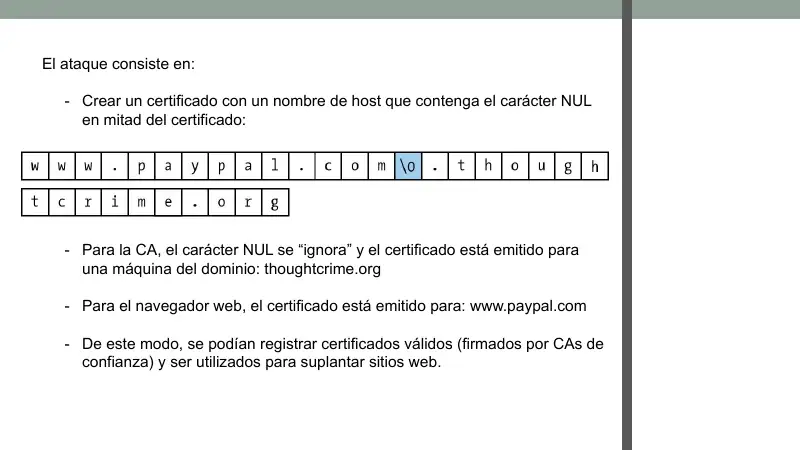 El ataque consiste en:
- Crear un certificado con un nombre de host que contenga el carácter NUL
en mitad del certificado:
w w w . p a y p a l . c o m \0 . t h o u g h
t c r i m e . o r g
- Para la CA, el carácter NUL se “ignora” y el certificado está emitido para
una máquina del dominio: thoughtcrime.org
- Para el navegador web, el certificado está emitido para: www.paypal.com
- De este modo, se podían registrar certificados válidos (firmados por CAs de
confianza) y ser utilizados para suplantar sitios web.